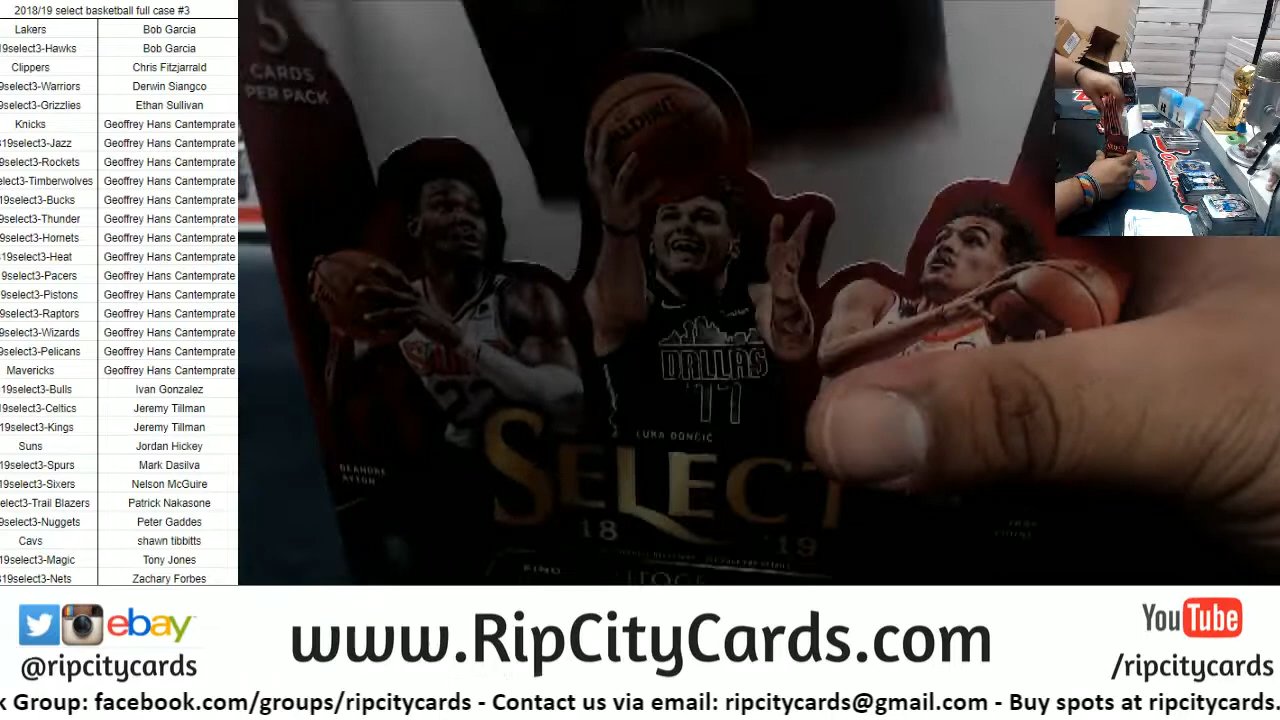 2018/19 select basketball full case #3
Lakers Bob Garcia
19select3-Hawks Bob Garcia
Clippers Chris Fitzjarrald
9select3-Warriors Derwin Siangco
9select3-Grizzlies Ethan Sullivan
Knicks Geoffrey Hans Cantemprate
19select3-Jazz Geoffrey Hans Cantemprate
9select3-Rockets Geoffrey Hans Cantemprate
elect3-Timberwolves Geoffrey Hans Cantemprate
19select3-Bucks Geoffrey Hans Cantemprate
9select3-Thunder Geoffrey Hans Cantemprate
9select3-Hornets Geoffrey Hans Cantemprate
19select3-Heat Geoffrey Hans Cantemprate
9select3-Pacers Geoffrey Hans Cantemprate
9select3-Pistons Geoffrey Hans Cantemprate
9select3-Raptors Geoffrey Hans Cantemprate
9select3-Wizards Geoffrey Hans Cantemprate
9select3-Pelicans Geoffrey Hans Cantemprate
Mavericks Geoffrey Hans Cantemprate
19select3-Bulls Ivan Gonzalez
19select3-Celtics Jeremy Tillman
19select3-Kings Jeremy Tillman
Suns Jordan Hickey
19select3-Spurs Mark Dasilva
9select3-Sixers Nelson McGuire
elect3-Trail Blazers Patrick Nakasone
9select3-Nuggets Peter Gaddes
Cavs shawn tibbitts
19select3-Magic Tony Jones
19select3-Nets Zachary Forbes
5
CARDS
PER PACK
SPALDING
DALLAS
77
LUKA DONČIĆ
DEANDRE
AYTON
SELECT
18 19
FIND
ebay
@ripcitycards
www.RipCityCards.com
YouTube
/ripcitycards
k Group: facebook.com/groups/ripcitycards - Contact us via email: ripcitycards@gmail.com - Buy spots at ripcitycards.